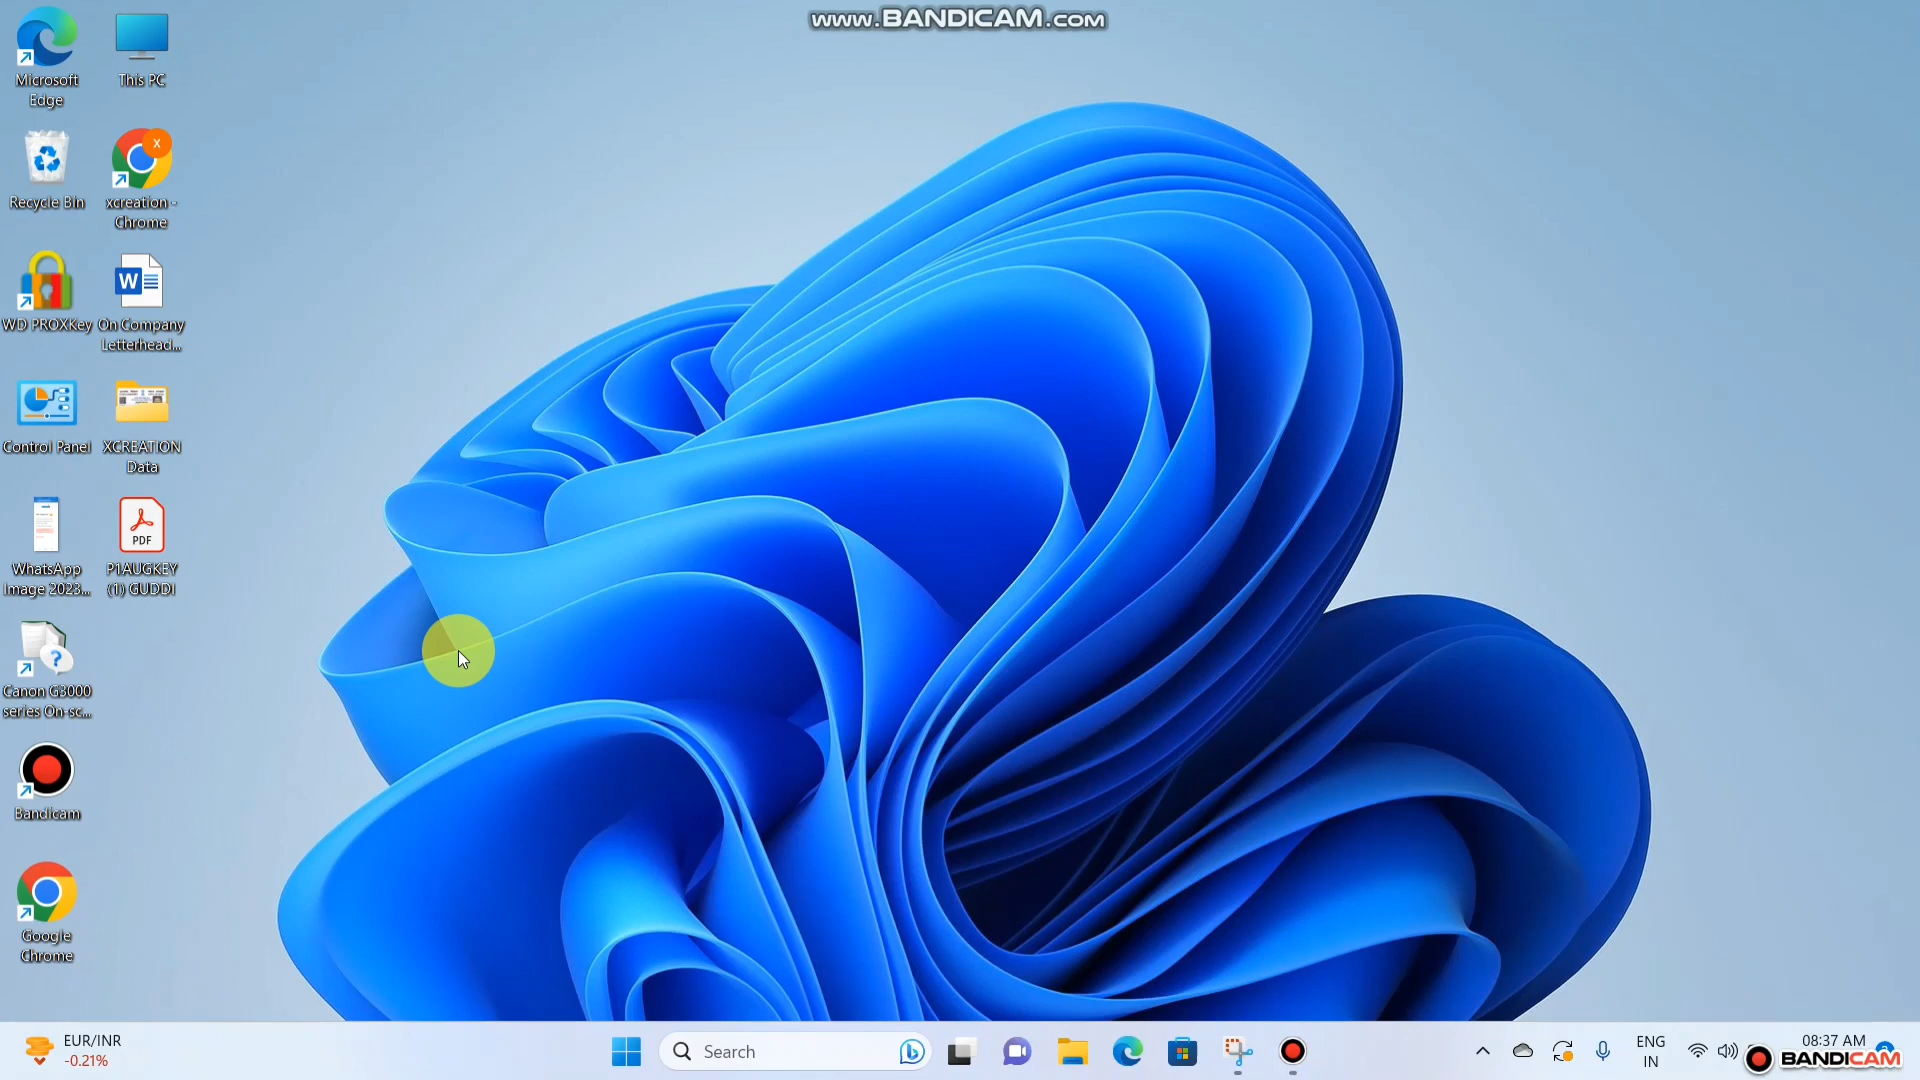 www.BANDICAM.com
Microsoft
Edge
This PC
Recycle Bin
X
xcreation -
Chrome
WD PROXKey
W
On Company
Letterhead...
Control Panel
XCREATION
Data
WhatsApp
Image 2023...
PDF
P1AUGKEY
(1) GUDDI
?
Canon G3000
series On-sc...
Bandicam
Google
Chrome
EUR/INR
-0.21%
Search
b
ENG
IN
08:37 AM
BANDICAM